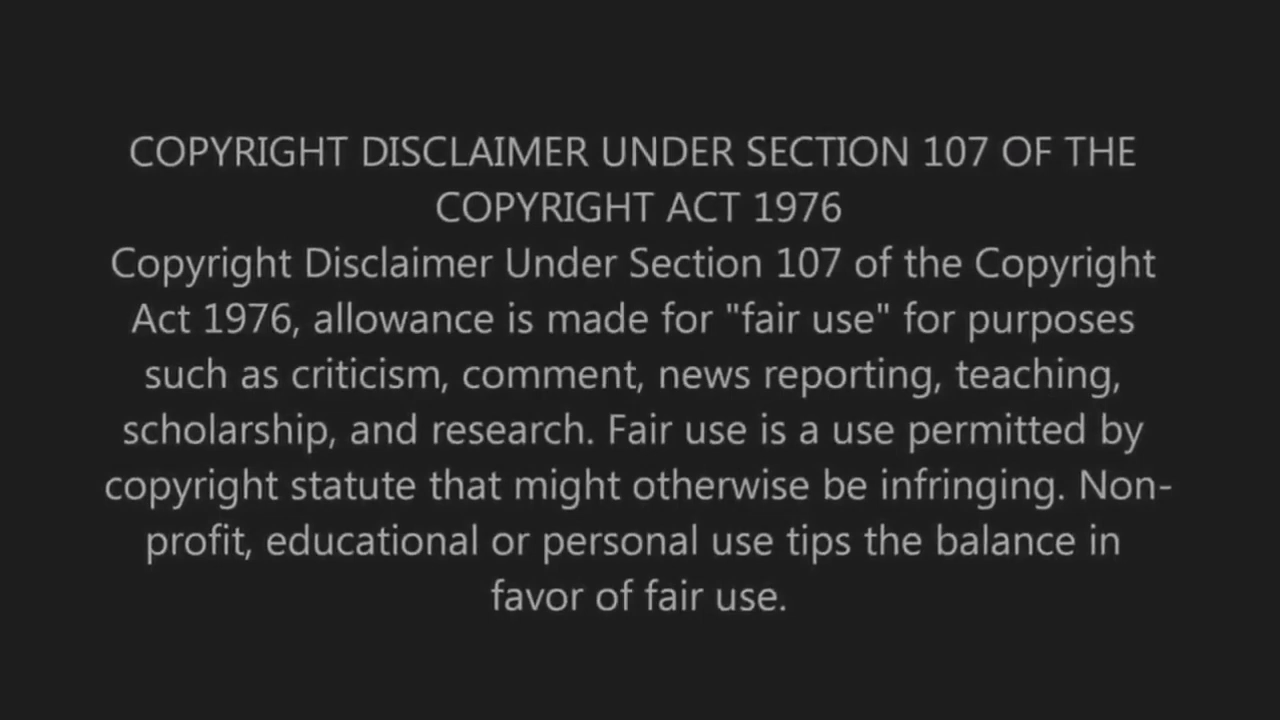 COPYRIGHT DISCLAIMER UNDER SECTION 107 OF THE
COPYRIGHT ACT 1976
Copyright Disclaimer Under Section 107 of the Copyright
Act 1976, allowance is made for "fair use" for purposes
such as criticism, comment, news reporting, teaching,
scholarship, and research. Fair use is a use permitted by
copyright statute that might otherwise be infringing. Non-
profit, educational or personal use tips the balance in
favor of fair use.